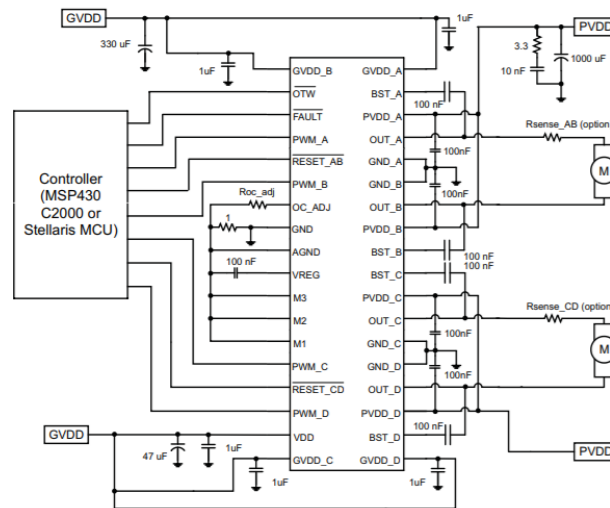 GVDD
330 uF
1uF
1uF
PVDD
3.3
10 nF
1000 uF
GVDD_B
GVDD_A
OTW
BST_A
100 nF
FAULT
PVDD_A
PWM_A
OUT_A
Rsense_AB (option
RESET_AB
GND_A
100nF
PWM_B
GND_B
100nF
M
Controller
(MSP430
C2000 or
Stellaris MCU)
Roc_adj
OC_ADJ
OUT_B
1
GND
PVDD_B
AGND
BST_B
100 nF
100 nF
VREG
BST_C
100 nF
M3
PVDD_C
M2
OUT_C
Rsense_CD (option
M1
GND_C
100nF
PWM_C
GND_D
100nF
M
RESET_CD
OUT_D
PWM_D
PVDD_D
GVDD
VDD
BST_D
100 nF
PVDD
47 uF
1uF
GVDD_C
GVDD_D
1uF
1uF